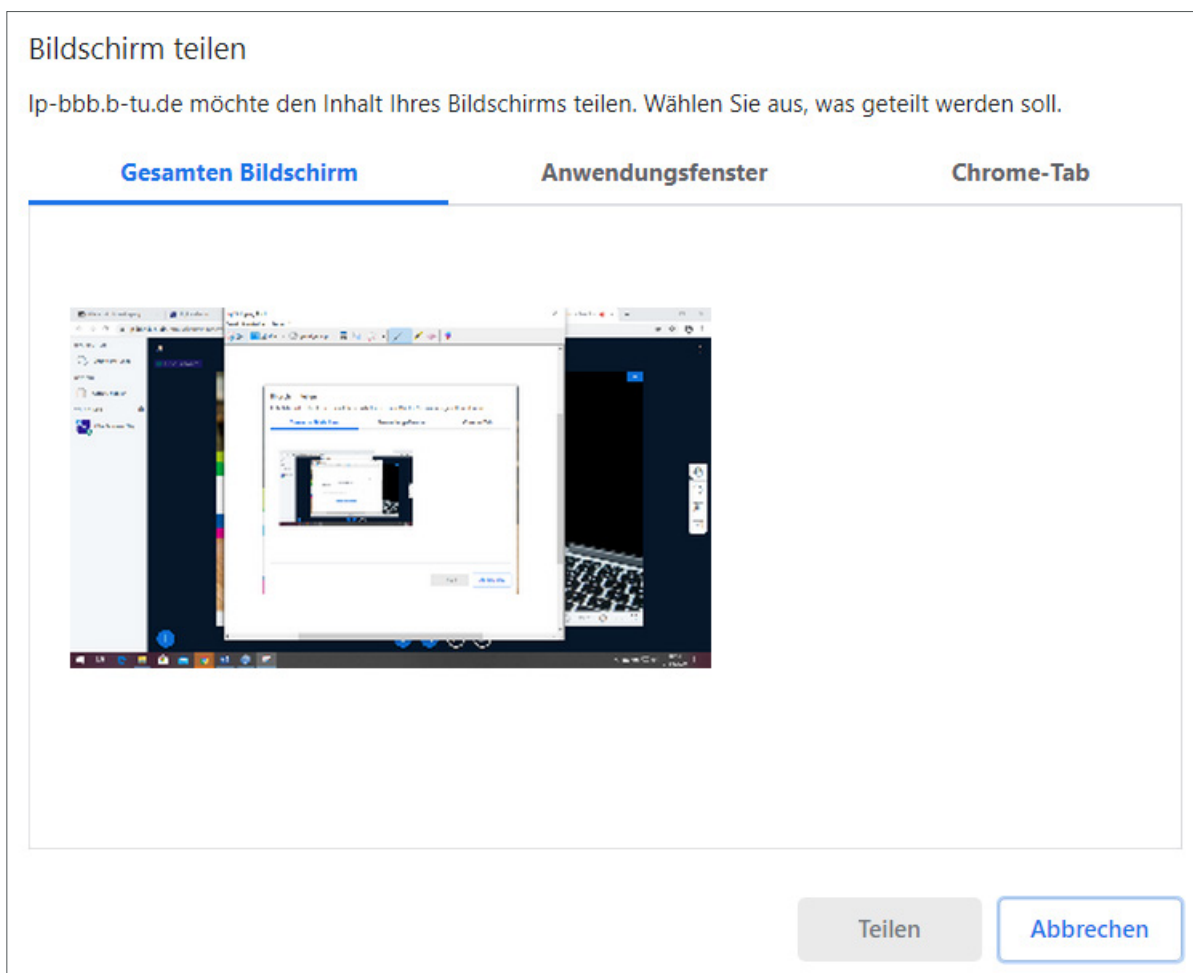 Bildschirm teilen
lp-bbb.b-tu.de möchte den Inhalt Ihres Bildschirms teilen. Wählen Sie aus, was geteilt werden soll.
Gesamten Bildschirm Anwendungsfenster Chrome-Tab
Teilen Abbrechen